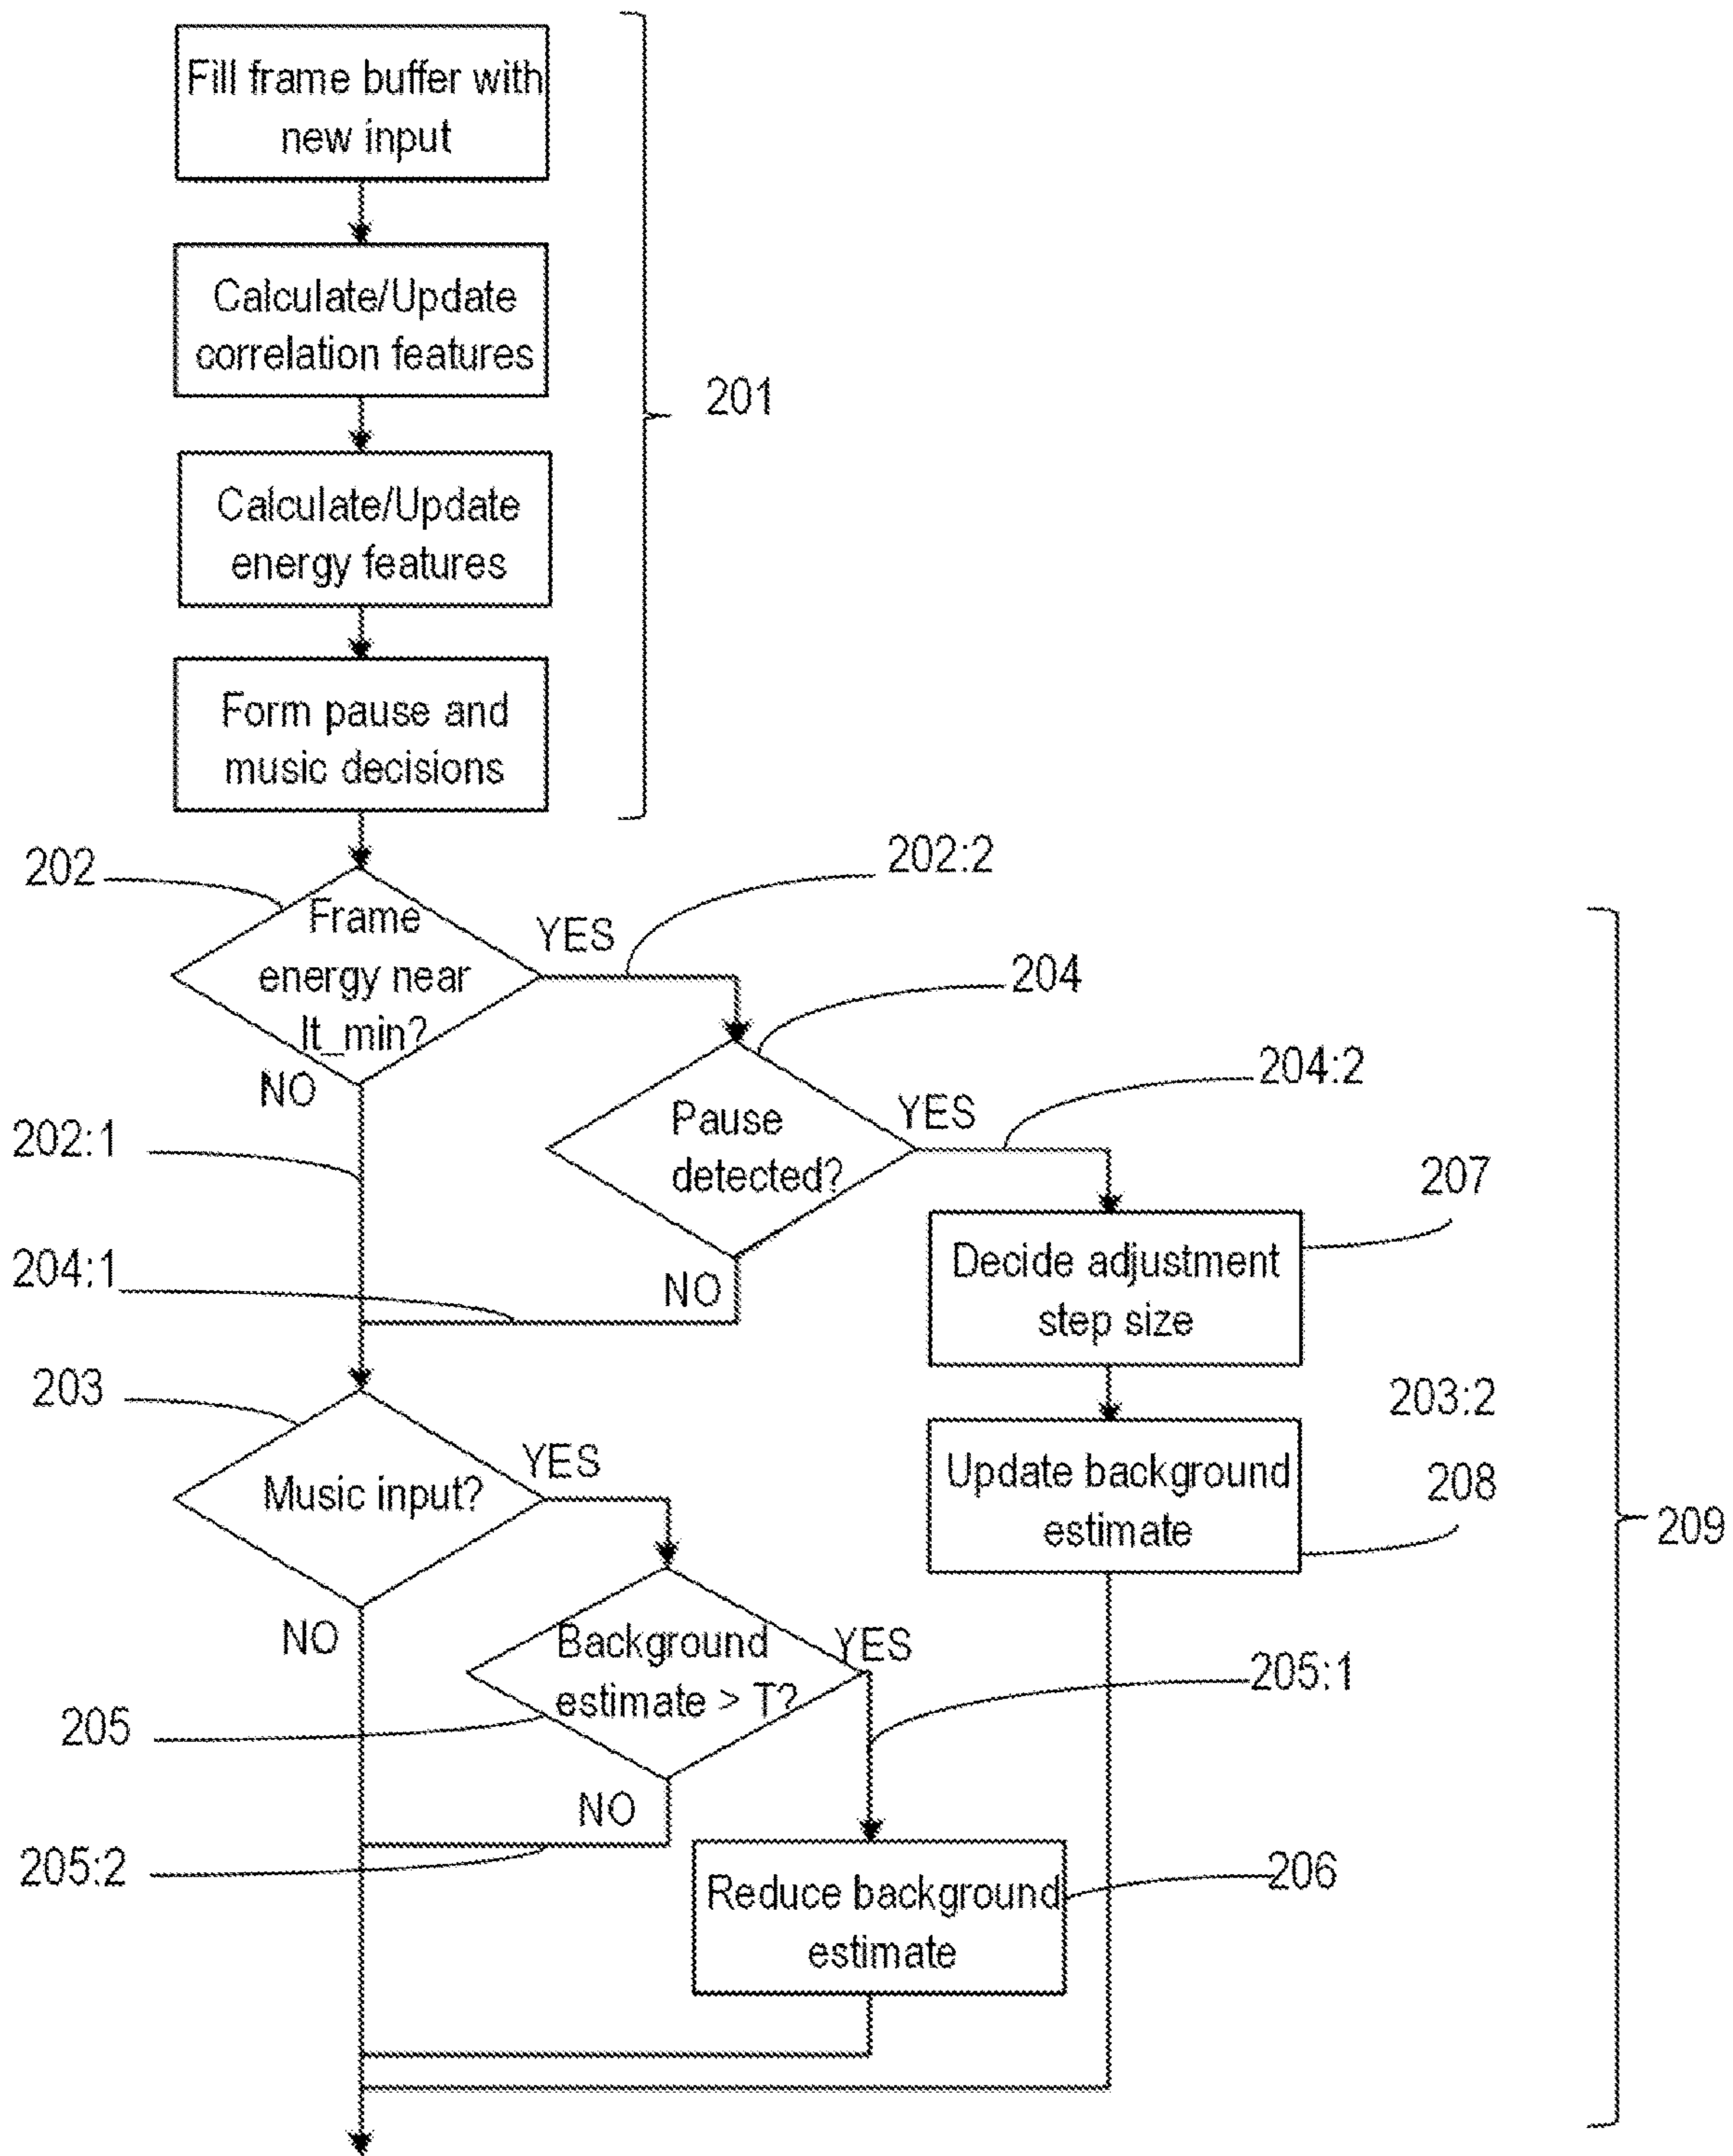 Fill frame buffer with
new input
Calculate/Update
correlation features
201
Calculate/Update
energy features
Form pause and
music decisions
202
202:2
Frame
energy near
lt_min?
YES
NO
204
204:2
Pause
detected?
YES
NO
202:1
204:1
207
Decide adjustment
step size
203
203:2
Music input?
YES
NO
Update background
estimate
208
209
Background
estimate > T?
YES
NO
205
205:1
205:2
Reduce background
estimate
206